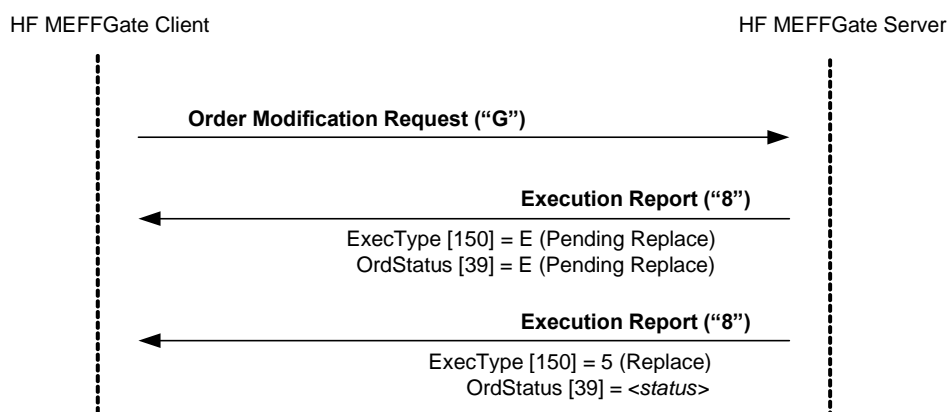 HF MEFFGate Client
HF MEFFGate Server
Order Modification Request (“G”)
Execution Report (“8”)
ExecType [150] = E (Pending Replace)
OrdStatus [39] = E (Pending Replace)
Execution Report (“8”)
ExecType [150] = 5 (Replace)
OrdStatus [39] = <status>